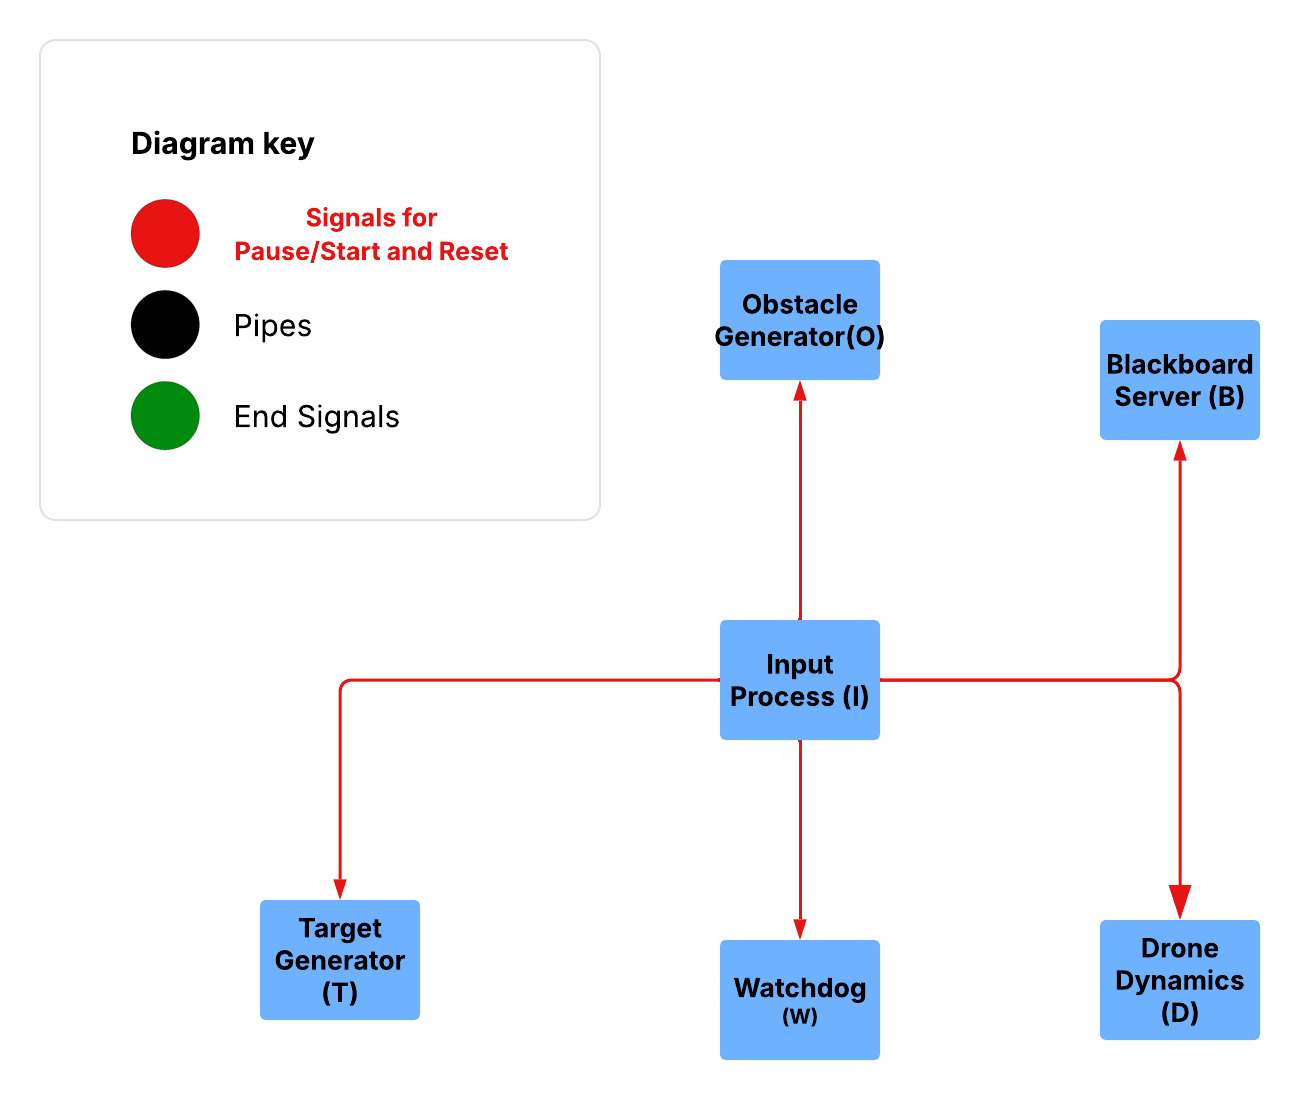 Diagram key
Signals for
Pause/Start and Reset
Pipes
End Signals
Obstacle
Generator(O)
Blackboard
Server (B)
Input
Process (I)
Target
Generator
(T)
Watchdog
(W)
Drone
Dynamics
(D)